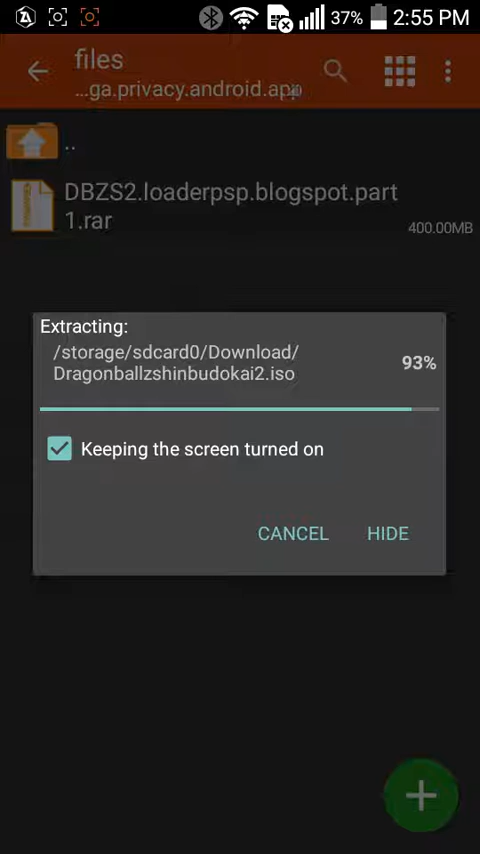 37% 2:55 PM
files
...ga.privacy.android.app
..
DBZS2.loaderpsp.blogspot.part
1.rar
400.00MB
Extracting:
/storage/sdcard0/Download/
Dragonballzshinbudokai2.iso
93%
Keeping the screen turned on
CANCEL HIDE